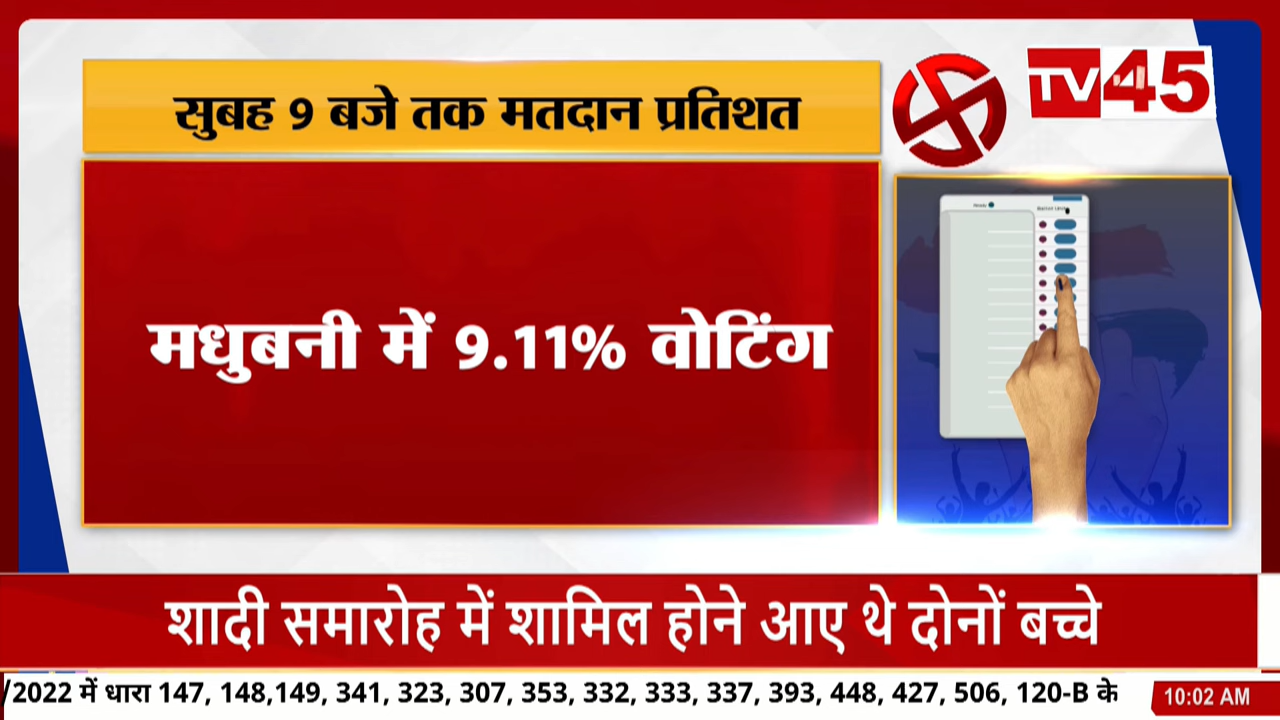 सुबह 9 बजे तक मतदान प्रतिशत
TV45
मधुबनी में 9.11% वोटिंग
शादी समारोह में शामिल होने आए थे दोनों बच्चे
/2022 में धारा 147, 148,149, 341, 323, 307, 353, 332, 333, 337, 393, 448, 427, 506, 120-B के
10:02 AM